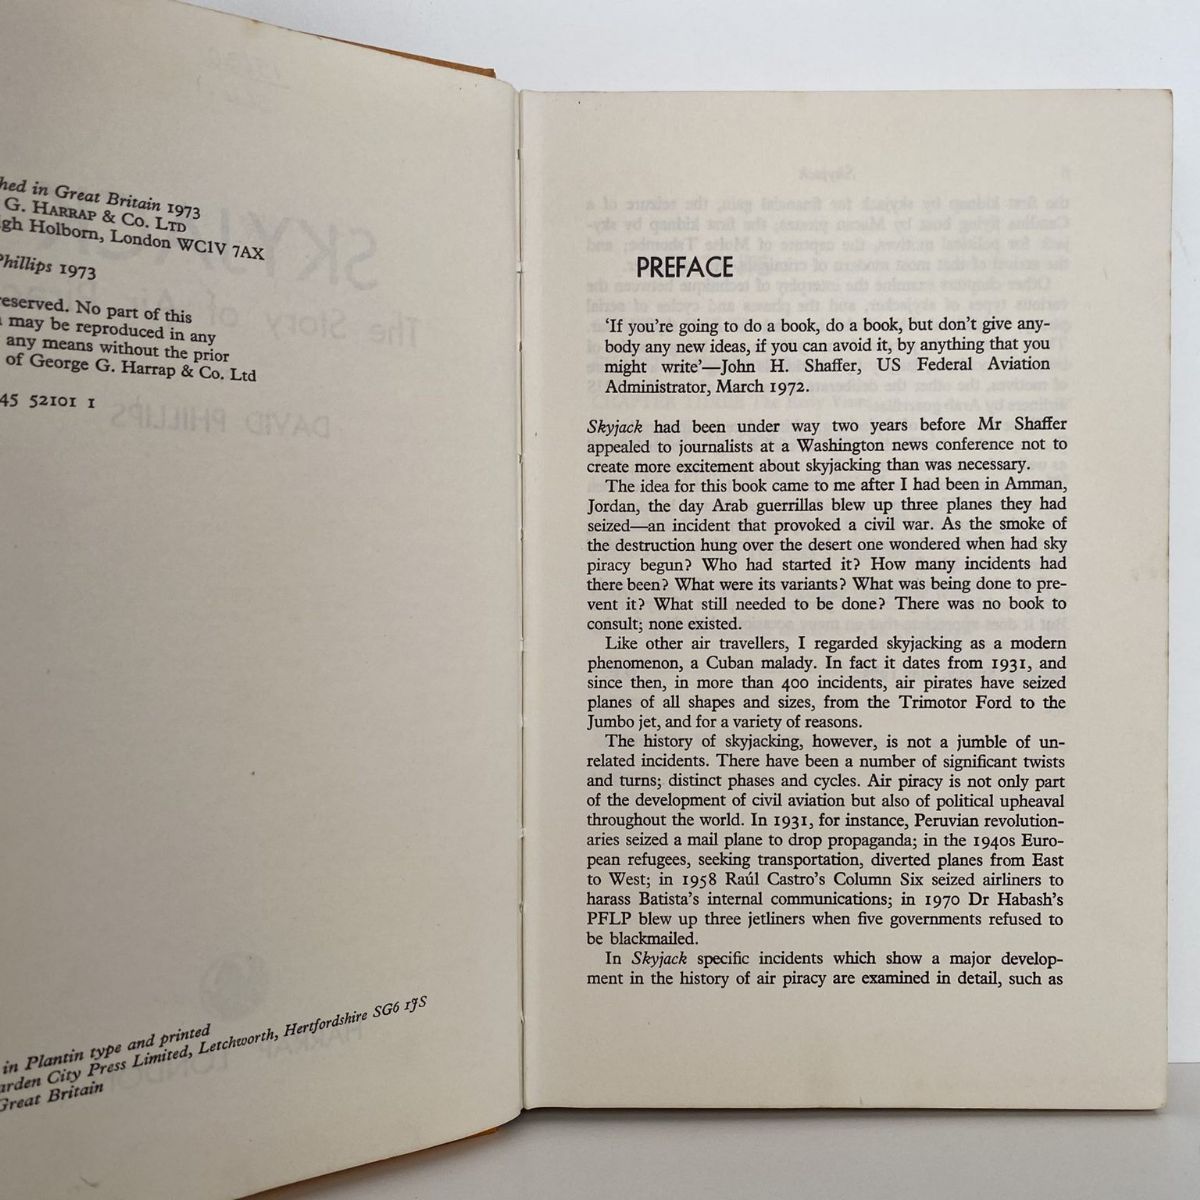 hed in Great Britain 1973
G. HARRAP & Co. LTD
gh Holborn, London WC1V 7AX
Phillips 1973
reserved. No part of this
may be reproduced in any
any means without the prior
of George G. Harrap & Co. Ltd
45 52101 1
in Plantin type and printed
arden City Press Limited, Letchworth, Hertfordshire SG6 1JS
Great Britain
PREFACE
‘If you're going to do a book, do a book, but don't give any-
body any new ideas, if you can avoid it, by anything that you
might write’—John H. Shaffer, US Federal Aviation
Administrator, March 1972.
Skyjack had been under way two years before Mr Shaffer
appealed to journalists at a Washington news conference not to
create more excitement about skyjacking than was necessary.
The idea for this book came to me after I had been in Amman,
Jordan, the day Arab guerrillas blew up three planes they had
seized—an incident that provoked a civil war. As the smoke of
the destruction hung over the desert one wondered when had sky
piracy begun? Who had started it? How many incidents had
there been? What were its variants? What was being done to pre-
vent it? What still needed to be done? There was no book to
consult; none existed.
Like other air travellers, I regarded skyjacking as a modern
phenomenon, a Cuban malady. In fact it dates from 1931, and
since then, in more than 400 incidents, air pirates have seized
planes of all shapes and sizes, from the Trimotor Ford to the
Jumbo jet, and for a variety of reasons.
The history of skyjacking, however, is not a jumble of un-
related incidents. There have been a number of significant twists
and turns; distinct phases and cycles. Air piracy is not only part
of the development of civil aviation but also of political upheaval
throughout the world. In 1931, for instance, Peruvian revolution-
aries seized a mail plane to drop propaganda; in the 1940s Euro-
pean refugees, seeking transportation, diverted planes from East
to West; in 1958 Raúl Castro's Column Six seized airliners to
harass Batista's internal communications; in 1970 Dr Habash's
PFLP blew up three jetliners when five governments refused to
be blackmailed.
In Skyjack specific incidents which show a major develop-
ment in the history of air piracy are examined in detail, such as